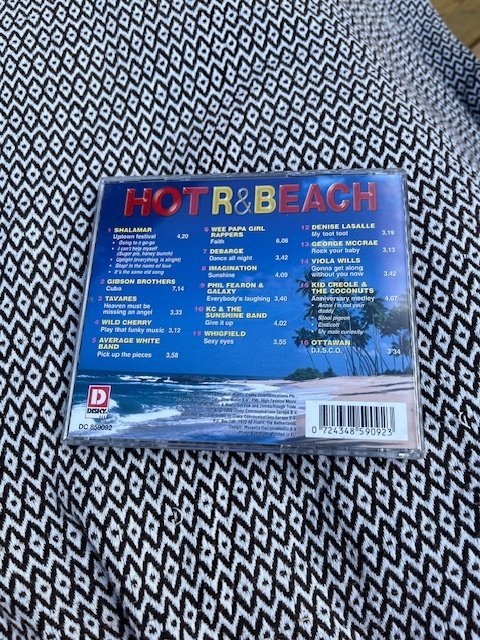 HOT R&BEACH
1 SHALAMAR
Uptown festival 4,20
• Going to a go-go
• I can't help myself
(Sugar pie, honey bunch)
• Uptight (everything is alright)
• Stop! in the name of love
• It's the same old song
2 GIBSON BROTHERS
Cuba 7,14
3 TAVARES
Heaven must be
missing an angel 3,33
4 WILD CHERRY
Play that funky music 3,12
5 AVERAGE WHITE
BAND
Pick up the pieces 3,58
6 WEE PAPA GIRL
RAPPERS
Faith 6,06
7 DEBARGE
Dance all night 3,42
8 IMAGINATION
Sunshine 4,09
9 PHIL FEARON &
GALAXY
Everybody's laughing 3,40
10 KC & THE
SUNSHINE BAND
Give it up 4,02
11 WHIGFIELD
Sexy eyes 3,55
12 DENISE LASALLE
My toot toot 3,19
13 GEORGE MCCRAE
Rock your baby 3,13
14 VIOLA WILLS
Gonna get along
without you now 3,42
15 KID CREOLE &
THE COCONUTS
Anniversary medley 4,07
• Annie I'm not your
daddy
• Stool pigeon
• Endicott
• My male curiosity
16 OTTAWAN
D.I.S.C.O. 3,34
D
DISKY
DC 859092
0 724348 590923